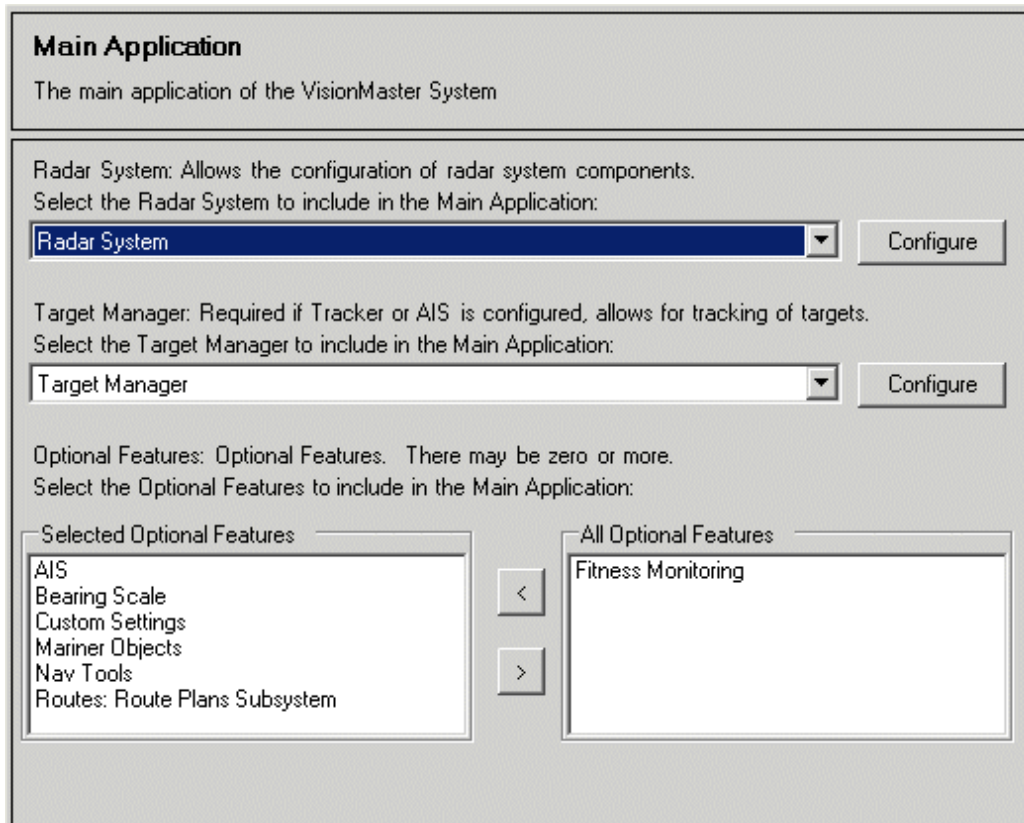 Main Application
The main application of the VisionMaster System
Radar System: Allows the configuration of radar system components.
Select the Radar System to include in the Main Application:
Radar System
Configure
Target Manager: Required if Tracker or AIS is configured, allows for tracking of targets.
Select the Target Manager to include in the Main Application:
Target Manager
Configure
Optional Features: Optional Features. There may be zero or more.
Select the Optional Features to include in the Main Application:
Selected Optional Features
AIS
Bearing Scale
Custom Settings
Mariner Objects
Nav Tools
Routes: Route Plans Subsystem
<
>
All Optional Features
Fitness Monitoring